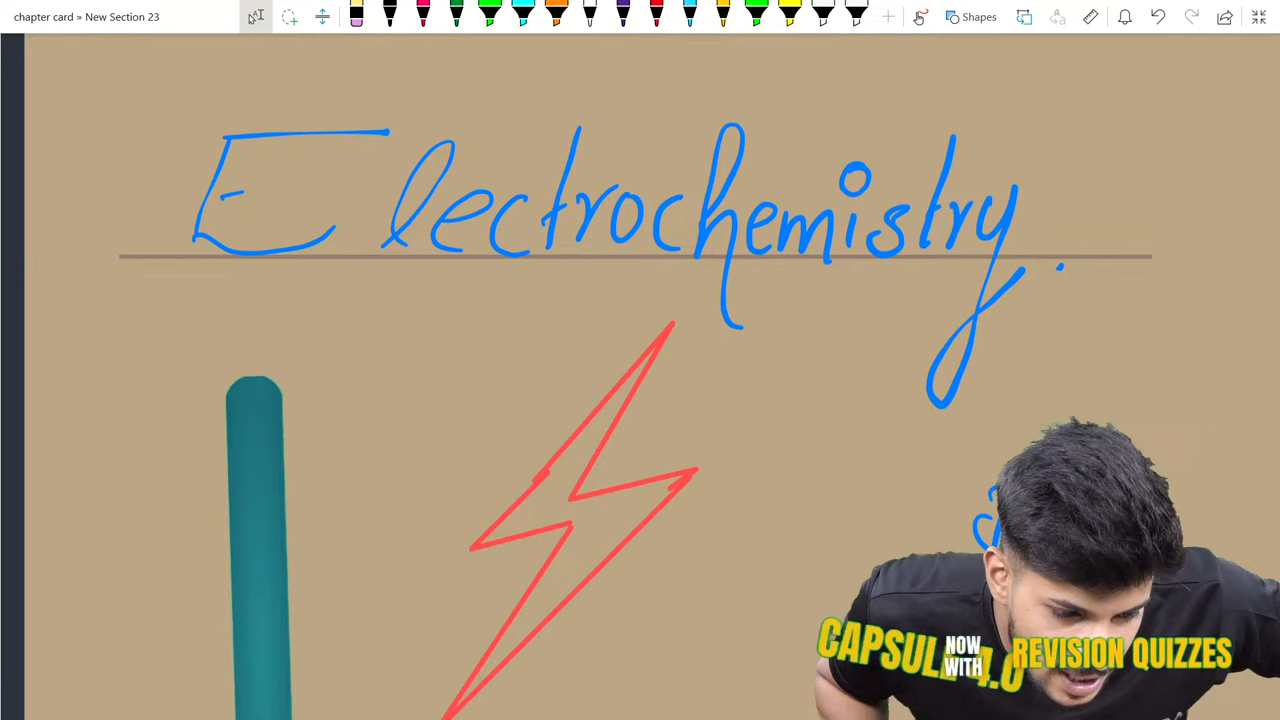 chapter card » New Section 23
Shapes
Electrochemistry.
CAPSULE 4.0
NOW
WITH
REVISION QUIZZES